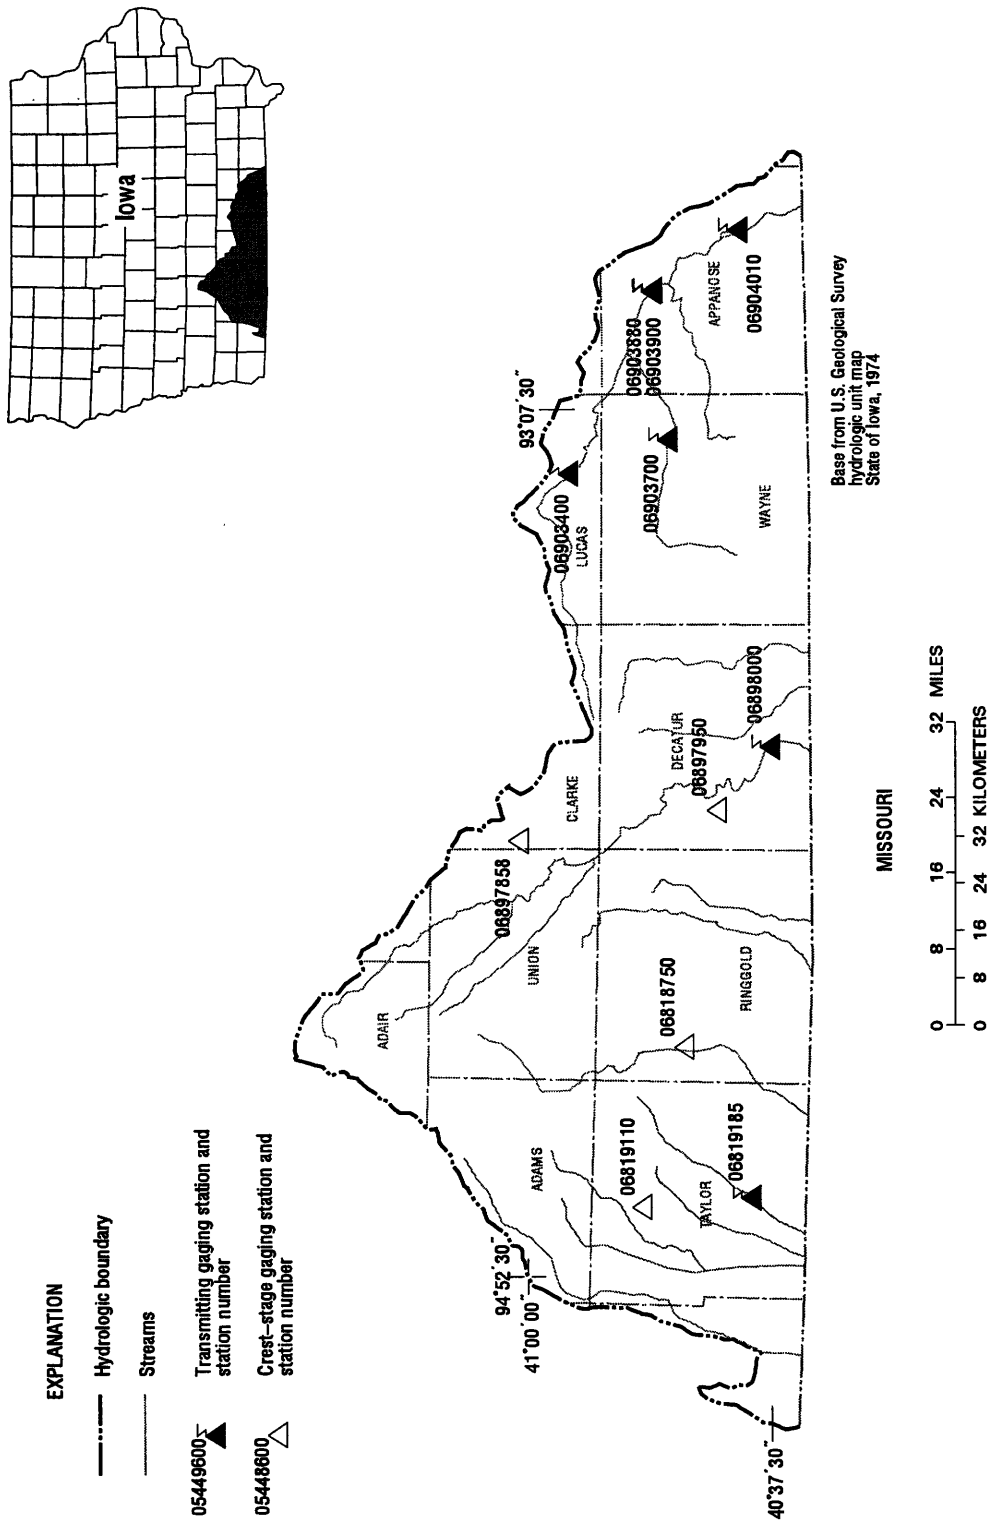 Iowa
EXPLANATION
Hydrologic boundary
Streams
05449600
Transmitting gaging station and
station number
05448600
Crest–stage gaging station and
station number
94°52´30˝
41°00´00˝
40°37´30˝
93°07´30˝
ADAIR
ADAMS
UNION
CLARKE
LUCAS
TAYLOR
RINGGOLD
DECATUR
WAYNE
APPANOSE
06897858
06903400
06903880
06903900
06903700
06904010
06819110
06819185
06818750
06897950
06898000
MISSOURI
0 8 16 24 32 MILES
0 8 16 24 32 KILOMETERS
Base from U.S. Geological Survey
hydrologic unit map
State of Iowa, 1974